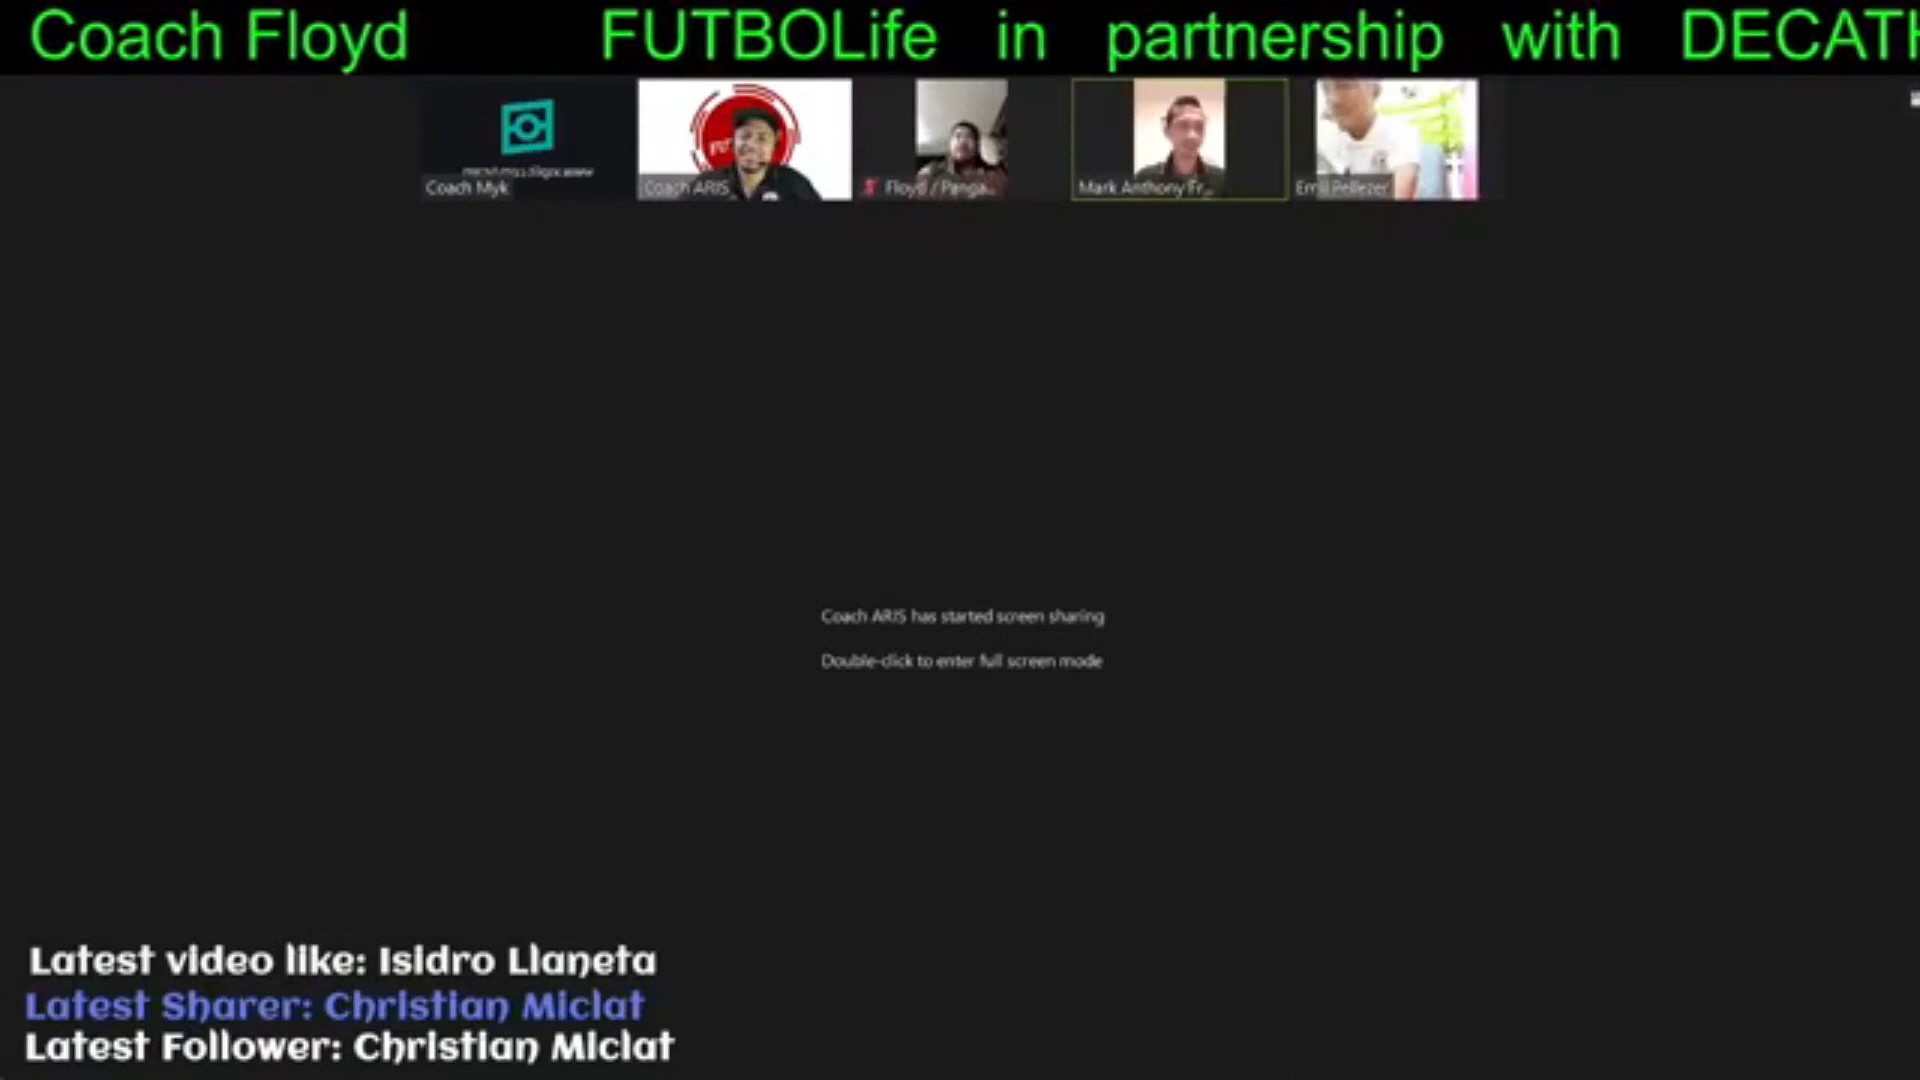 Coach Floyd FUTBOLife in partnership with DECATH
Coach Myk
Coach ARIS
Floyd / Panga...
Mark Anthony Fr...
Emil Pellezer
Coach ARIS has started screen sharing
Double-click to enter full screen mode
Latest video like: Isidro Llaneta
Latest Sharer: Christian Miclat
Latest Follower: Christian Miclat